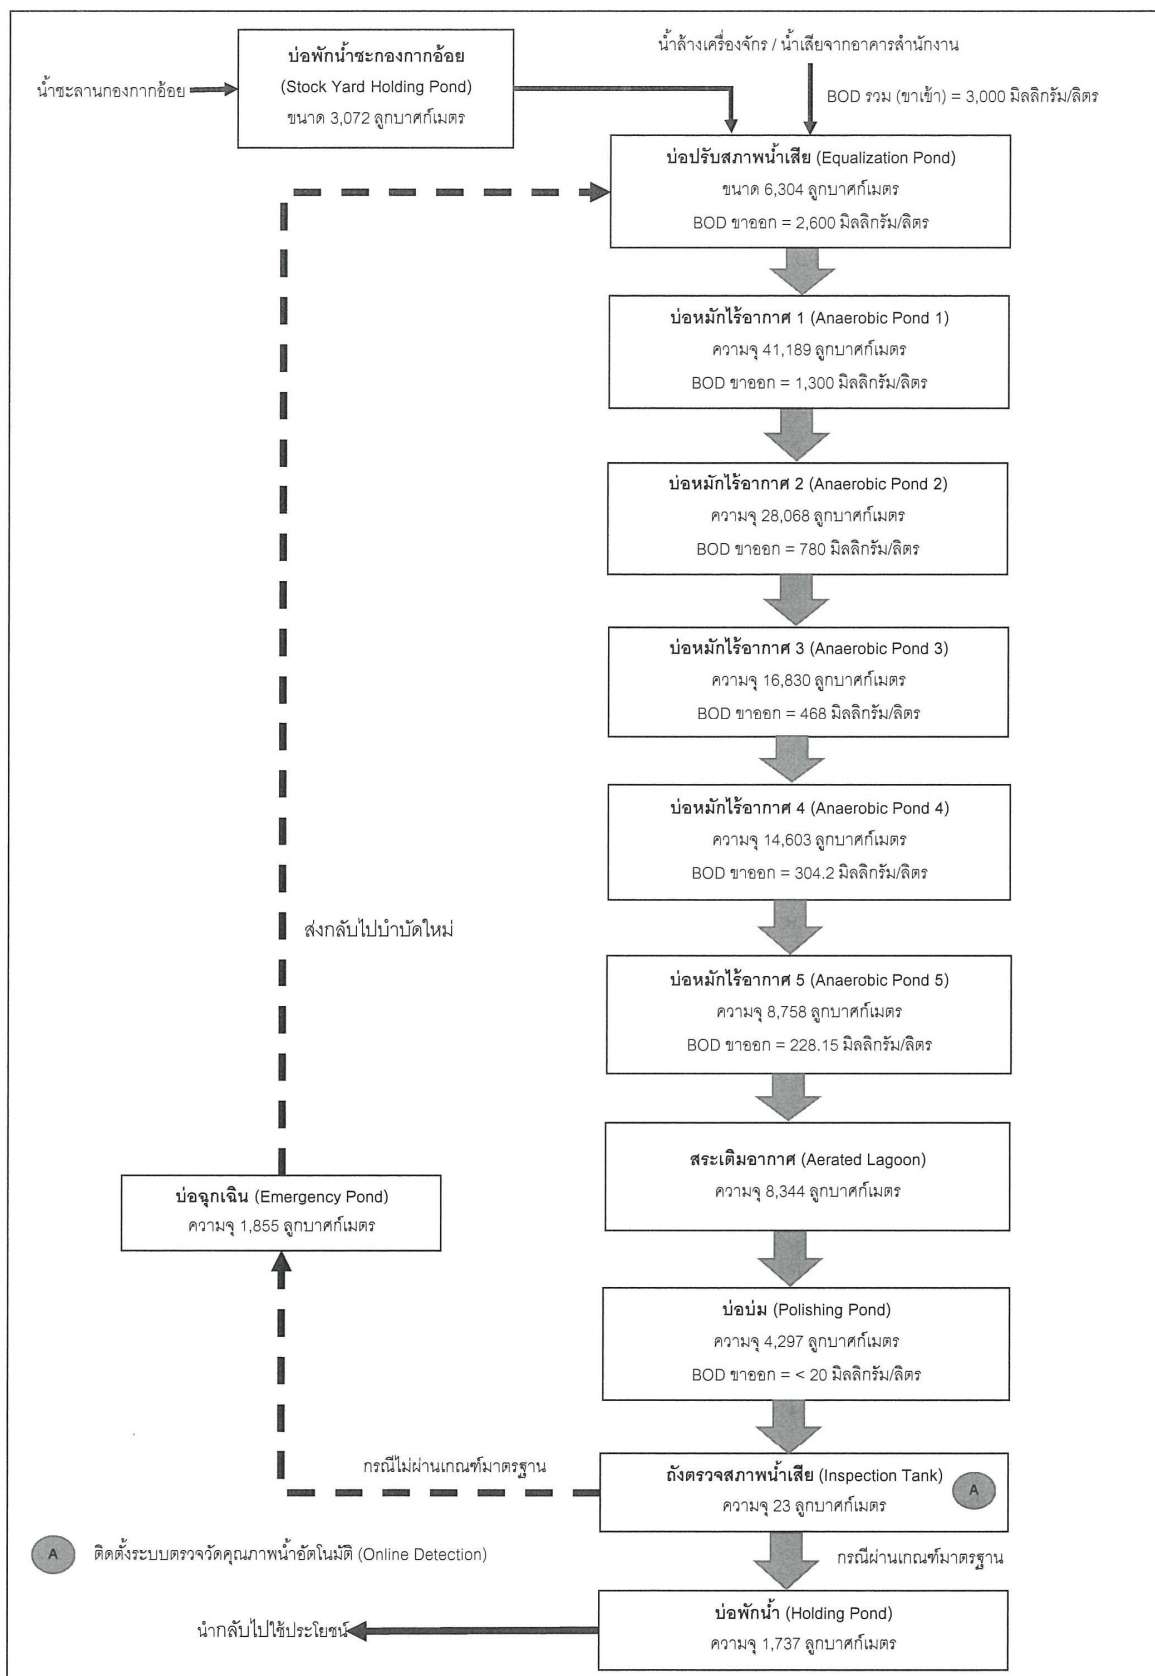 บ่อพักน้ำชะกองกากอ้อย
(Stock Yard Holding Pond)
ขนาด 3,072 ลูกบาศก์เมตร
น้ำชะลานกองกากอ้อย
น้ำล้างเครื่องจักร / น้ำเสียจากอาคารสำนักงาน
BOD รวม (ขาเข้า) = 3,000 มิลลิกรัม/ลิตร
บ่อปรับสภาพน้ำเสีย (Equalization Pond)
ขนาด 6,304 ลูกบาศก์เมตร
BOD ขาออก = 2,600 มิลลิกรัม/ลิตร
บ่อหมักไร้อากาศ 1 (Anaerobic Pond 1)
ความจุ 41,189 ลูกบาศก์เมตร
BOD ขาออก = 1,300 มิลลิกรัม/ลิตร
บ่อหมักไร้อากาศ 2 (Anaerobic Pond 2)
ความจุ 28,068 ลูกบาศก์เมตร
BOD ขาออก = 780 มิลลิกรัม/ลิตร
บ่อหมักไร้อากาศ 3 (Anaerobic Pond 3)
ความจุ 16,830 ลูกบาศก์เมตร
BOD ขาออก = 468 มิลลิกรัม/ลิตร
บ่อหมักไร้อากาศ 4 (Anaerobic Pond 4)
ความจุ 14,603 ลูกบาศก์เมตร
BOD ขาออก = 304.2 มิลลิกรัม/ลิตร
ส่งกลับไปบำบัดใหม่
บ่อหมักไร้อากาศ 5 (Anaerobic Pond 5)
ความจุ 8,758 ลูกบาศก์เมตร
BOD ขาออก = 228.15 มิลลิกรัม/ลิตร
สระเติมอากาศ (Aerated Lagoon)
ความจุ 8,344 ลูกบาศก์เมตร
บ่อฉุกเฉิน (Emergency Pond)
ความจุ 1,855 ลูกบาศก์เมตร
บ่อบ่ม (Polishing Pond)
ความจุ 4,297 ลูกบาศก์เมตร
BOD ขาออก = < 20 มิลลิกรัม/ลิตร
กรณีไม่ผ่านเกณฑ์มาตรฐาน
ถังตรวจสภาพน้ำเสีย (Inspection Tank)
ความจุ 23 ลูกบาศก์เมตร
A
A ติดตั้งระบบตรวจวัดคุณภาพน้ำอัตโนมัติ (Online Detection)
กรณีผ่านเกณฑ์มาตรฐาน
บ่อพักน้ำ (Holding Pond)
ความจุ 1,737 ลูกบาศก์เมตร
นำกลับไปใช้ประโยชน์